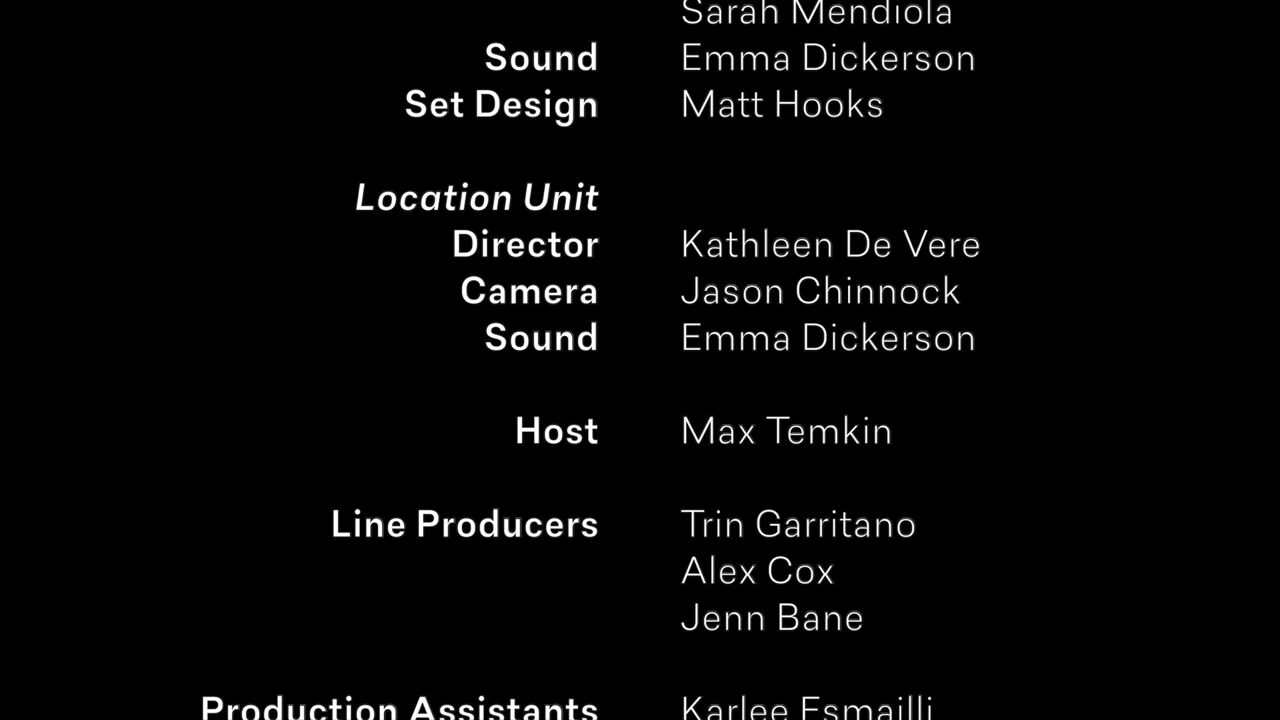 Sarah Mendiola
Sound Emma Dickerson
Set Design Matt Hooks
Location Unit
Director Kathleen De Vere
Camera Jason Chinnock
Sound Emma Dickerson
Host Max Temkin
Line Producers Trin Garritano
Alex Cox
Jenn Bane
Production Assistants Karlee Esmailli